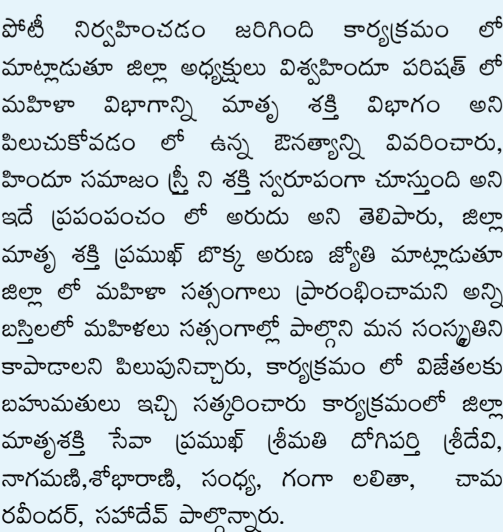 పోటీ నిర్వహించడం జరిగింది కార్యక్రమం లో
మాట్లాడుతూ జిల్లా అధ్యక్షులు విశ్వహిందూ పరిషత్ లో
మహిళా విభాగాన్ని మాతృ శక్తి విభాగం అని
పిలుచుకోవడం లో ఉన్న ఔనత్యాన్ని వివరించారు,
హిందూ సమాజం స్త్రీ ని శక్తి స్వరూపంగా చూస్తుంది అని
ఇదే ప్రపంపంచం లో అరుదు అని తెలిపారు, జిల్లా
మాతృ శక్తి ప్రముఖ్ బొక్క అరుణ జ్యోతి మాట్లాడుతూ
జిల్లా లో మహిళా సత్సంగాలు ప్రారంభించామని అన్ని
బస్తిలలో మహిళలు సత్సంగాల్లో పాల్గొని మన సంస్కృతిని
కాపాడాలని పిలుపునిచ్చారు, కార్యక్రమం లో విజేతలకు
బహుమతులు ఇచ్చి సత్కరించారు కార్యక్రమంలో జిల్లా
మాతృశక్తి సేవా ప్రముఖ్ శ్రీమతి దోగిపర్తి శ్రీదేవి,
నాగమణి,శోభారాణి, సంధ్య, గంగా లలితా, చామ
రవీందర్, సహాదేవ్ పాల్గొన్నారు.